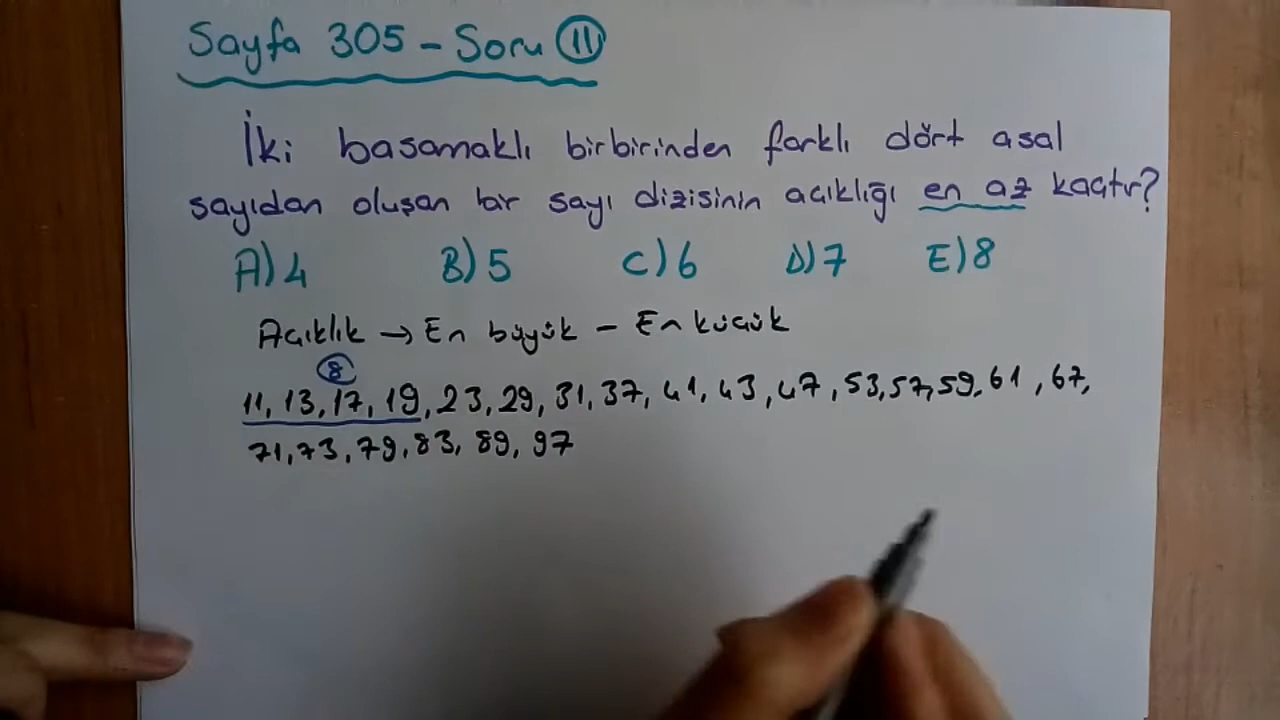 Sayfa 305 - Soru 11
İki basamaklı birbirinden farklı dört asal
sayıdan oluşan bir sayı dizisinin açıklığı en az kaçtır?
A) 4 B) 5 C) 6 D) 7 E) 8
Açıklık → En büyük - En küçük
8
11, 13, 17, 19, 23, 29, 31, 37, 41, 43, 47, 53, 57, 59, 61, 67,
71, 73, 79, 83, 89, 97